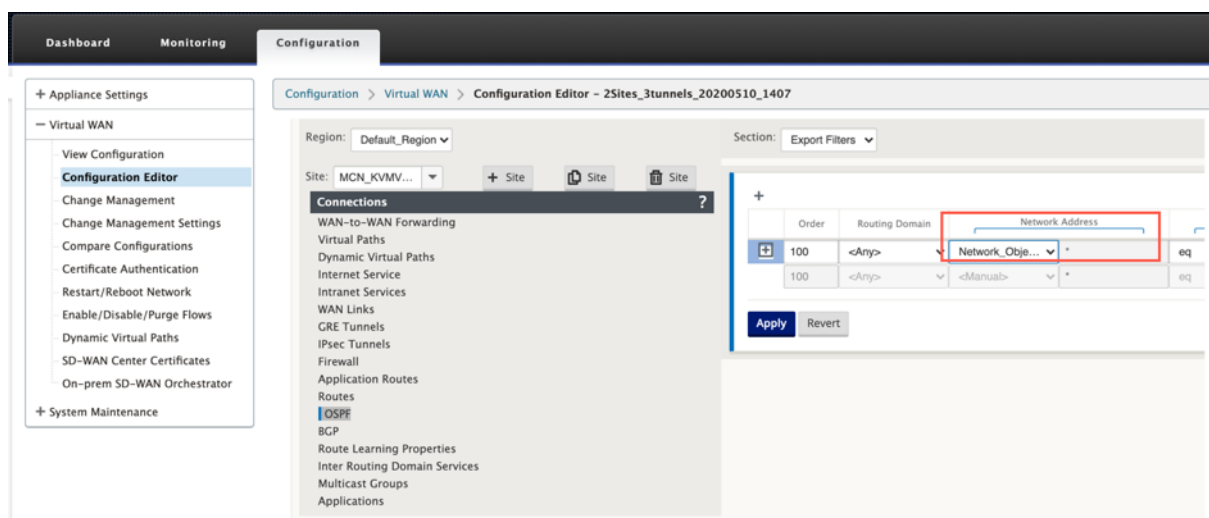 Dashboard Monitoring Configuration
+ Appliance Settings
− Virtual WAN
View Configuration
Configuration Editor
Change Management
Change Management Settings
Compare Configurations
Certificate Authentication
Restart/Reboot Network
Enable/Disable/Purge Flows
Dynamic Virtual Paths
SD-WAN Center Certificates
On-prem SD-WAN Orchestrator
+ System Maintenance
Configuration > Virtual WAN > Configuration Editor - 2Sites_3tunnels_20200510_1407
Region: Default_Region
Site: MCN_KVMV... + Site Site Site
Connections ?
WAN-to-WAN Forwarding
Virtual Paths
Dynamic Virtual Paths
Internet Service
Intranet Services
WAN Links
GRE Tunnels
IPsec Tunnels
Firewall
Application Routes
Routes
OSPF
BGP
Route Learning Properties
Inter Routing Domain Services
Multicast Groups
Applications
Section: Export Filters
+
Order Routing Domain Network Address
+ 100 <Any> Network_Obje... * eq
100 <Any> <Manual> * eq
Apply Revert